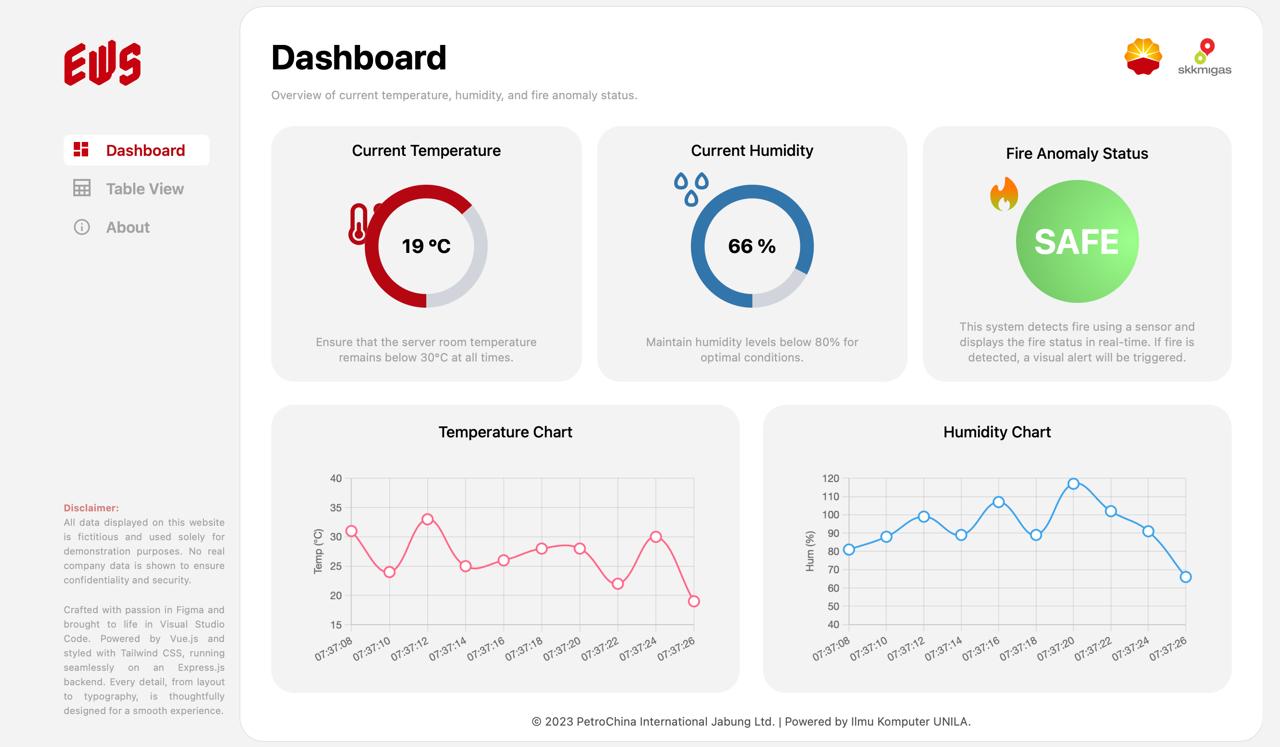 EWS
Dashboard
Table View
About
Disclaimer:
All data displayed on this website
is fictitious and used solely for
demonstration purposes. No real
company data is shown to ensure
confidentiality and security.
Crafted with passion in Figma and
brought to life in Visual Studio
Code. Powered by Vue.js and
styled with Tailwind CSS, running
seamlessly on an Express.js
backend. Every detail, from layout
to typography, is thoughtfully
designed for a smooth experience.
Dashboard
Overview of current temperature, humidity, and fire anomaly status.
skkmigas
Current Temperature
19 °C
Ensure that the server room temperature
remains below 30°C at all times.
Current Humidity
66 %
Maintain humidity levels below 80% for
optimal conditions.
Fire Anomaly Status
SAFE
This system detects fire using a sensor and
displays the fire status in real-time. If fire is
detected, a visual alert will be triggered.
Temperature Chart
Temp (°C)
40
35
30
25
20
15
07:37:08 07:37:10 07:37:12 07:37:14 07:37:16 07:37:18 07:37:20 07:37:22 07:37:24 07:37:26
Humidity Chart
Hum (%)
120
110
100
90
80
70
60
50
40
07:37:08 07:37:10 07:37:12 07:37:14 07:37:16 07:37:18 07:37:20 07:37:22 07:37:24 07:37:26
© 2023 PetroChina International Jabung Ltd. | Powered by Ilmu Komputer UNILA.